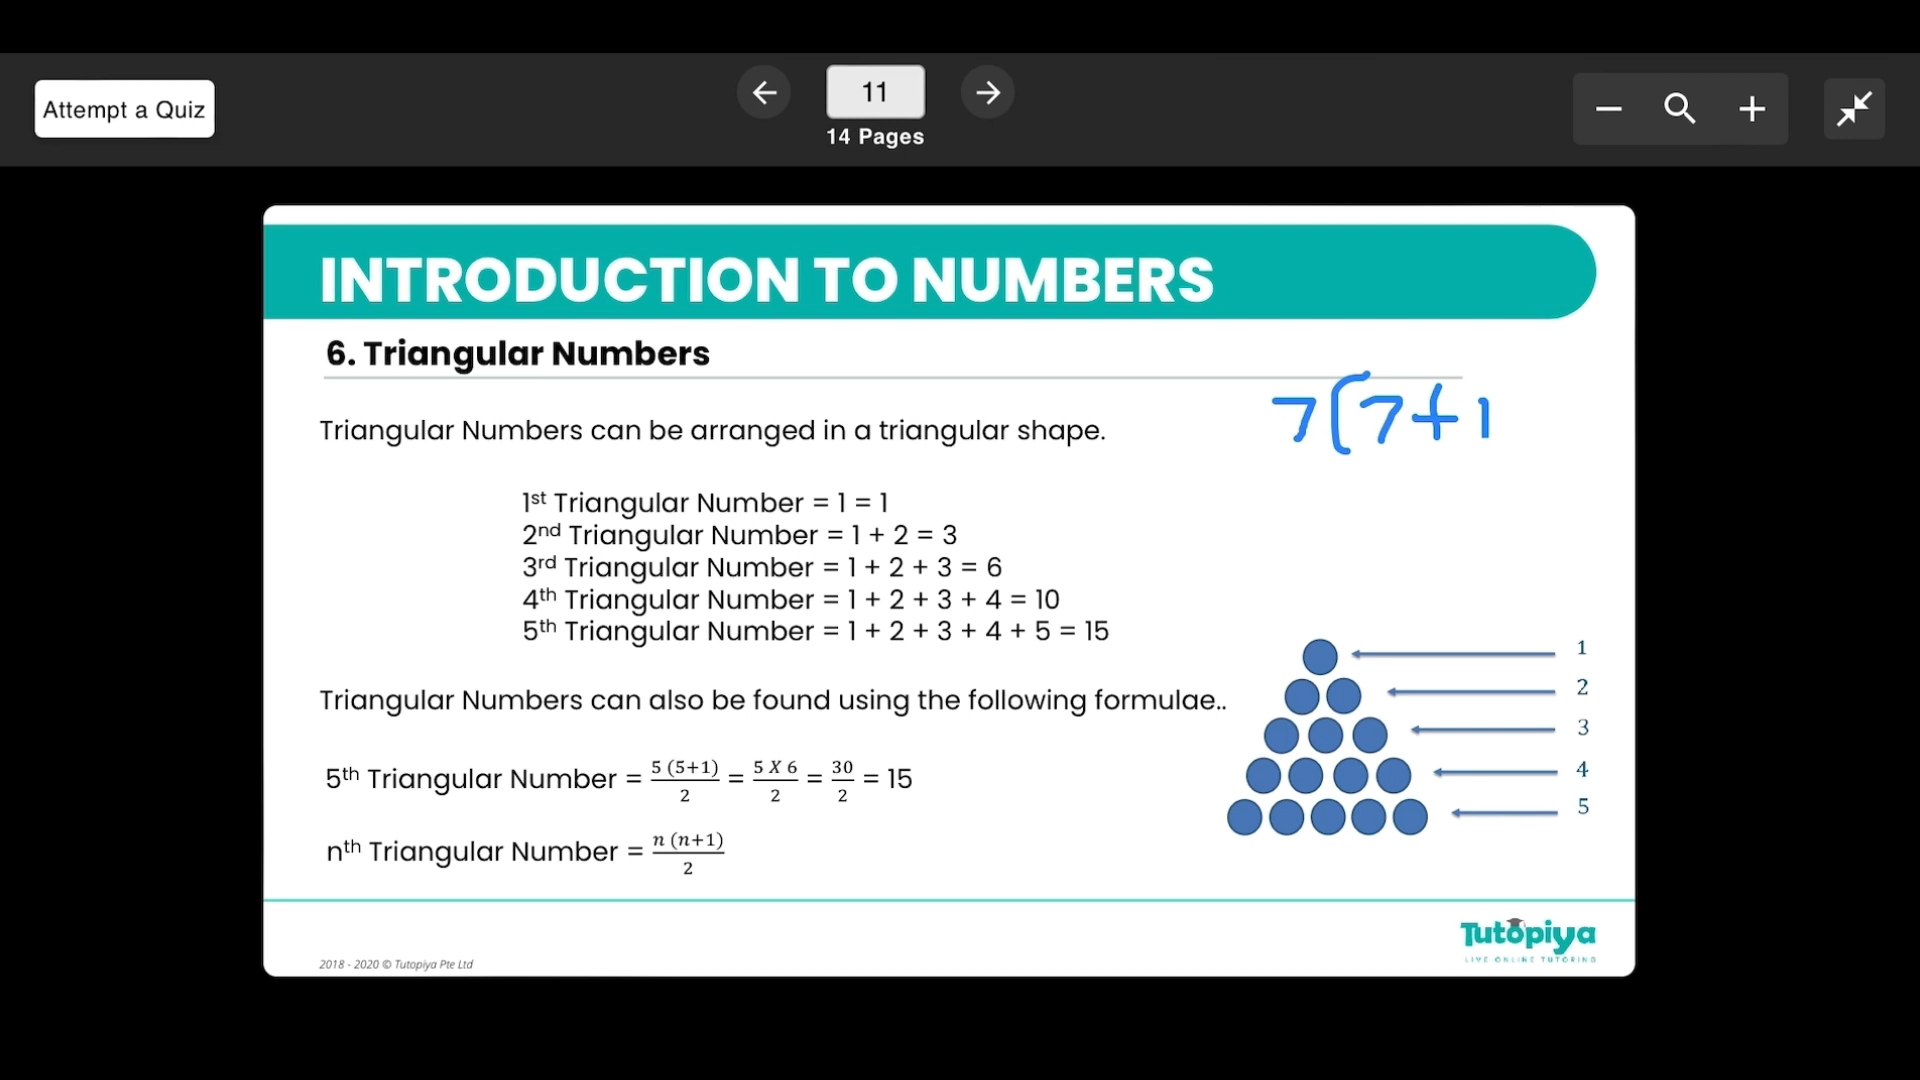 Attempt a Quiz
11
14 Pages
INTRODUCTION TO NUMBERS
6. Triangular Numbers
7(7+1
Triangular Numbers can be arranged in a triangular shape.
1st Triangular Number = 1 = 1
2nd Triangular Number = 1 + 2 = 3
3rd Triangular Number = 1 + 2 + 3 = 6
4th Triangular Number = 1 + 2 + 3 + 4 = 10
5th Triangular Number = 1 + 2 + 3 + 4 + 5 = 15
1
2
3
4
5
Triangular Numbers can also be found using the following formulae..
5th Triangular Number = 5 (5+1)/2 = 5 X 6/2 = 30/2 = 15
nth Triangular Number = n (n+1)/2
Tutopiya
LIVE ONLINE TUTORING
2018 - 2020 © Tutopiya Pte Ltd